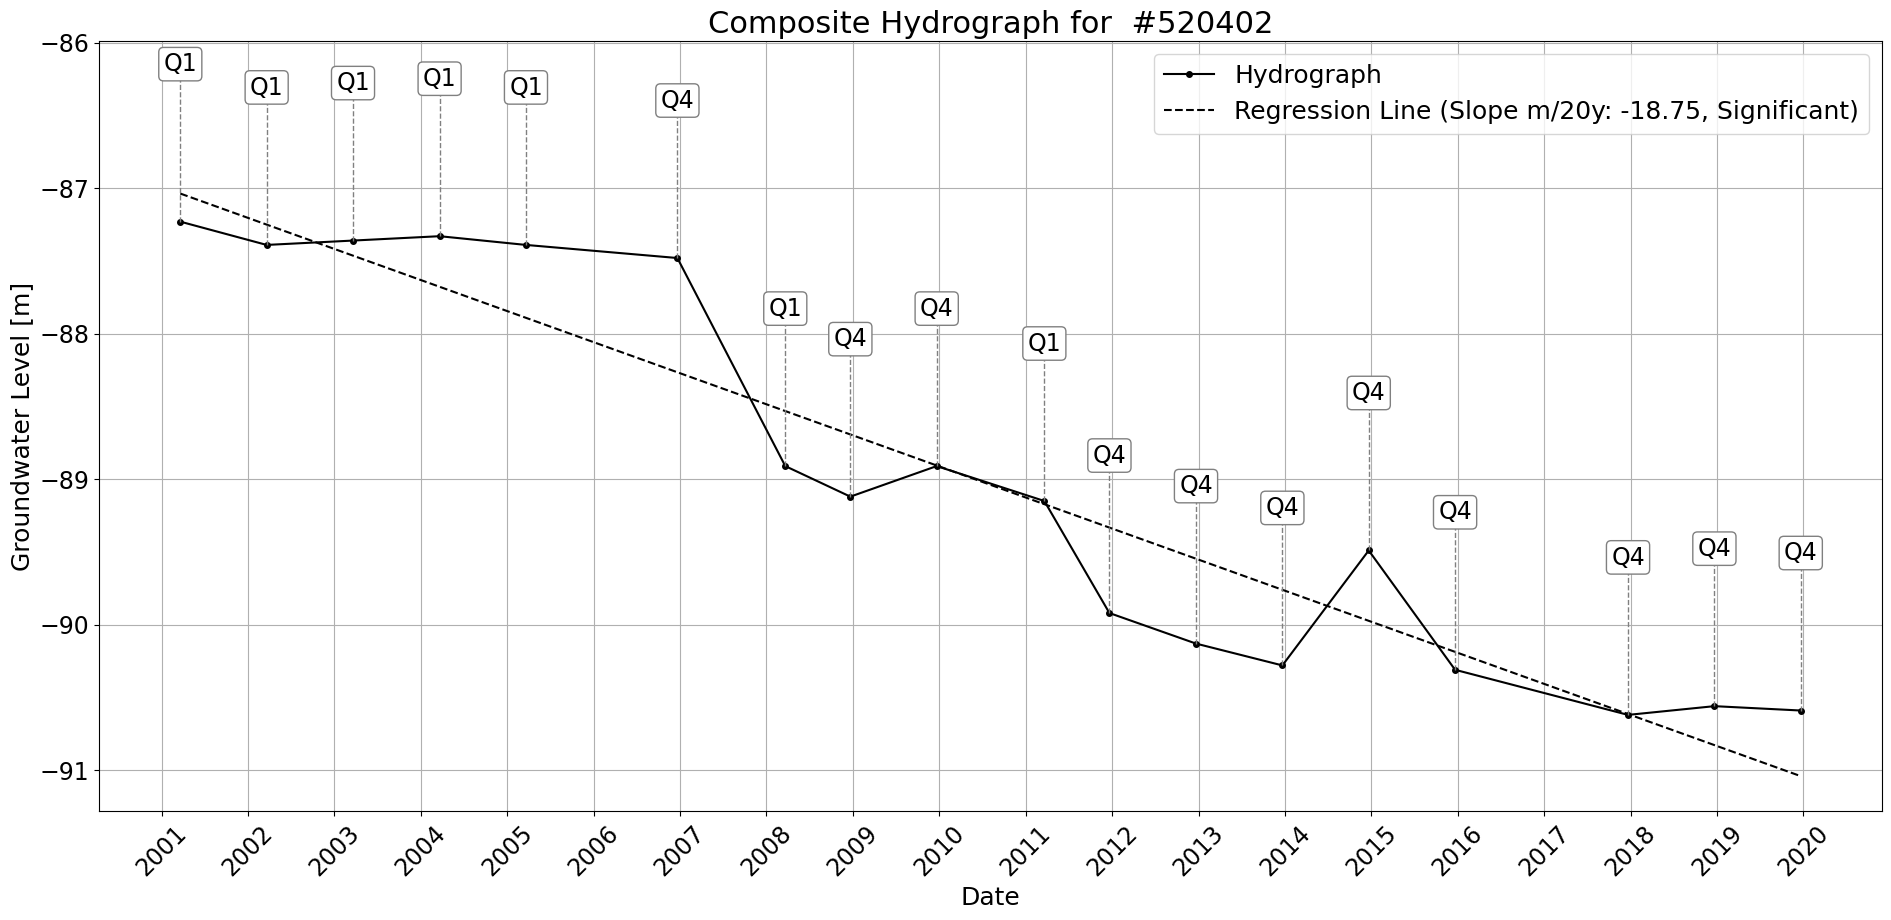 Composite Hydrograph for  #520402
Hydrograph
Regression Line (Slope m/20y: -18.75, Significant)
Groundwater Level [m]
−86
−87
−88
−89
−90
−91
Q1
Q1
Q1
Q1
Q1
Q4
Q1
Q4
Q4
Q1
Q4
Q4
Q4
Q4
Q4
Q4
Q4
Q4
2001
2002
2003
2004
2005
2006
2007
2008
2009
2010
2011
2012
2013
2014
2015
2016
2017
2018
2019
2020
Date